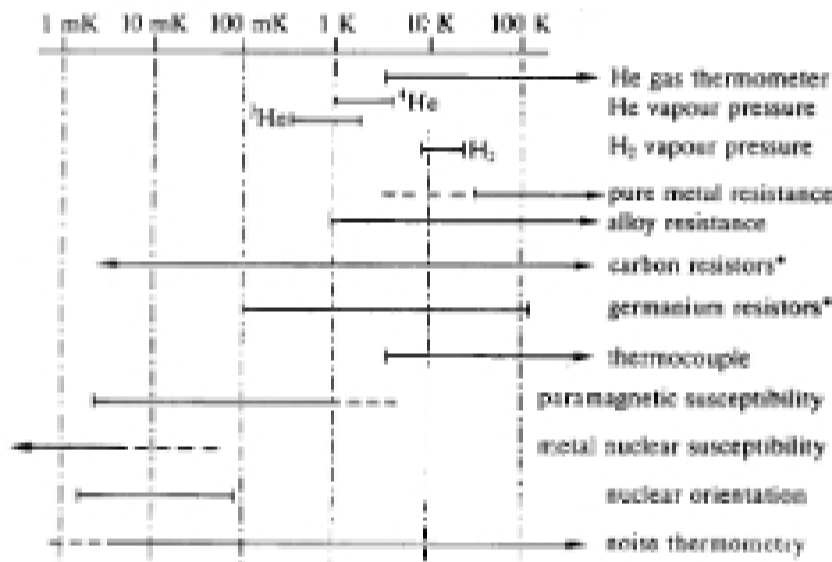 1 mK 10 mK 100 mK 1 K 10 K 100 K
He gas thermometer
⁴He He vapour pressure
³He
H₂ H₂ vapour pressure
pure metal resistance
alloy resistance
carbon resistors*
germanium resistors*
thermocouple
paramagnetic susceptibility
metal nuclear susceptibility
nuclear orientation
noise thermometry